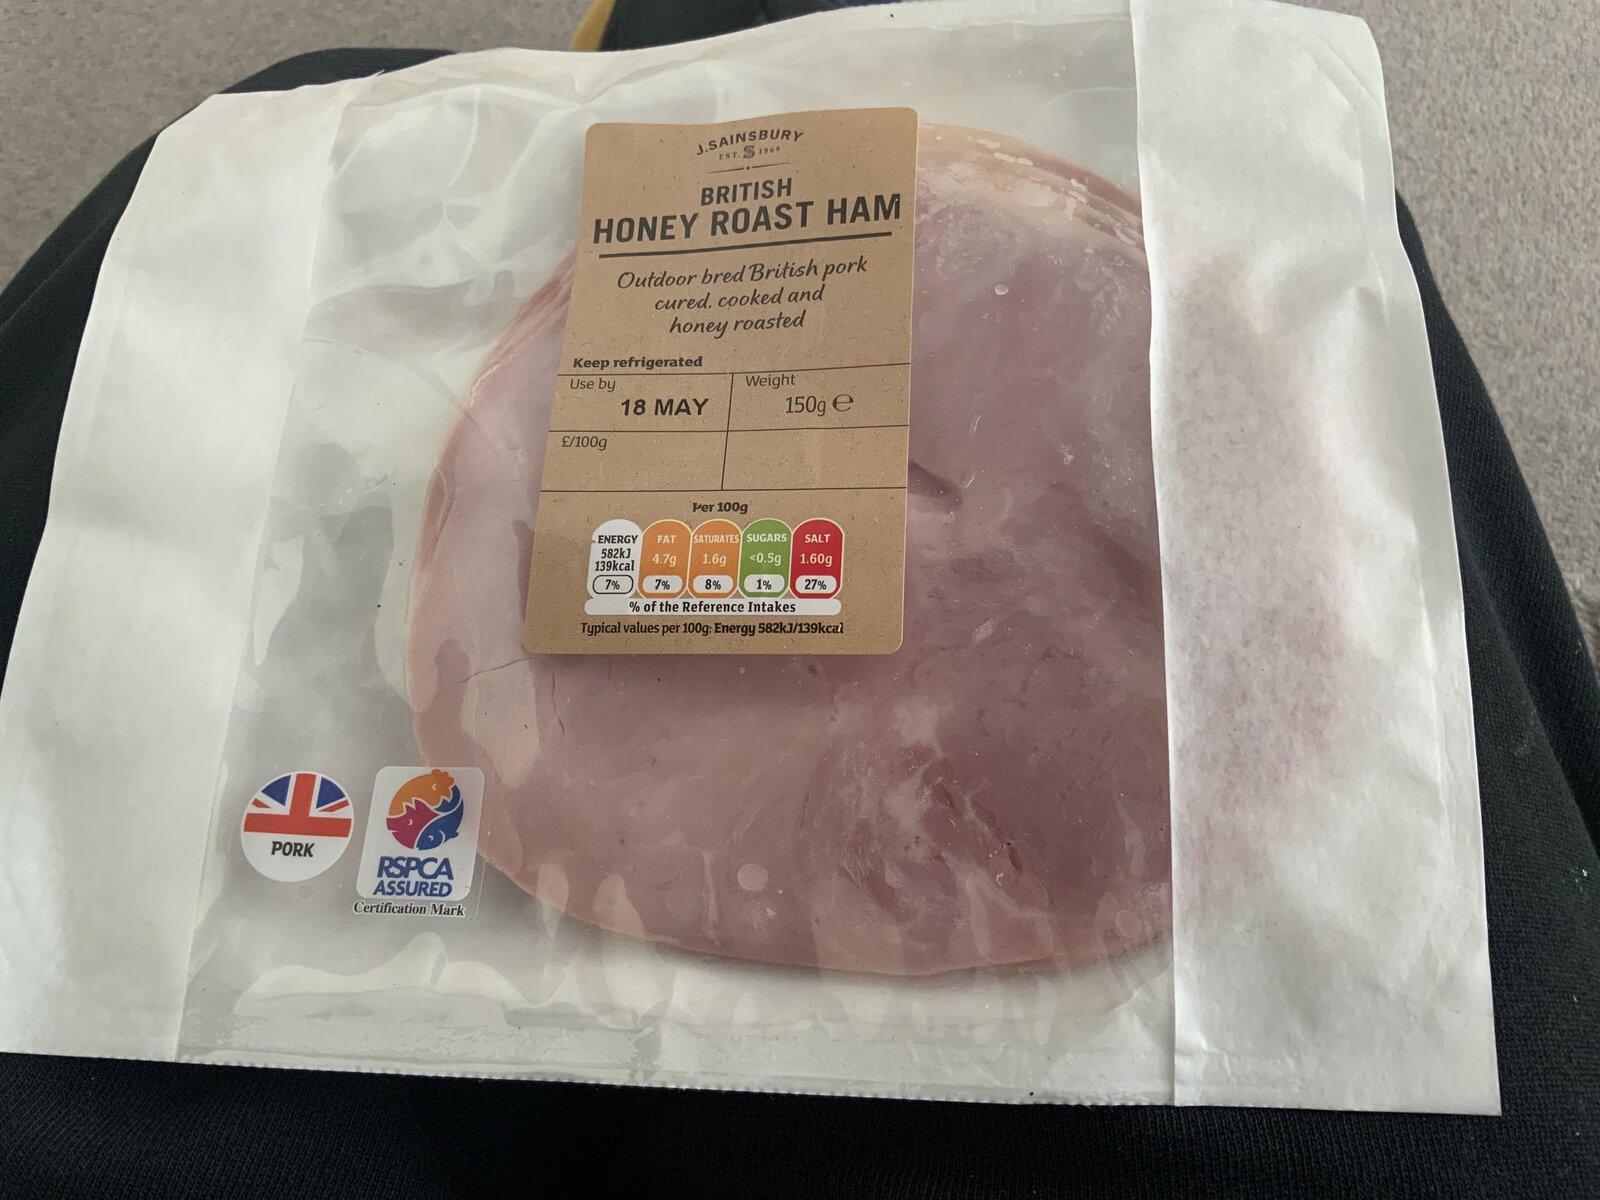 J.SAINSBURY
EST. S 1869
BRITISH
HONEY ROAST HAM
Outdoor bred British pork
cured, cooked and
honey roasted
Keep refrigerated
Use by
18 MAY
Weight
150g ℮
£/100g
Per 100g
ENERGY
582kJ
139kcal
7%
FAT
4.7g
7%
SATURATES
1.6g
8%
SUGARS
<0.5g
1%
SALT
1.60g
27%
% of the Reference Intakes
Typical values per 100g: Energy 582kJ/139kcal
PORK
RSPCA
ASSURED
Certification Mark